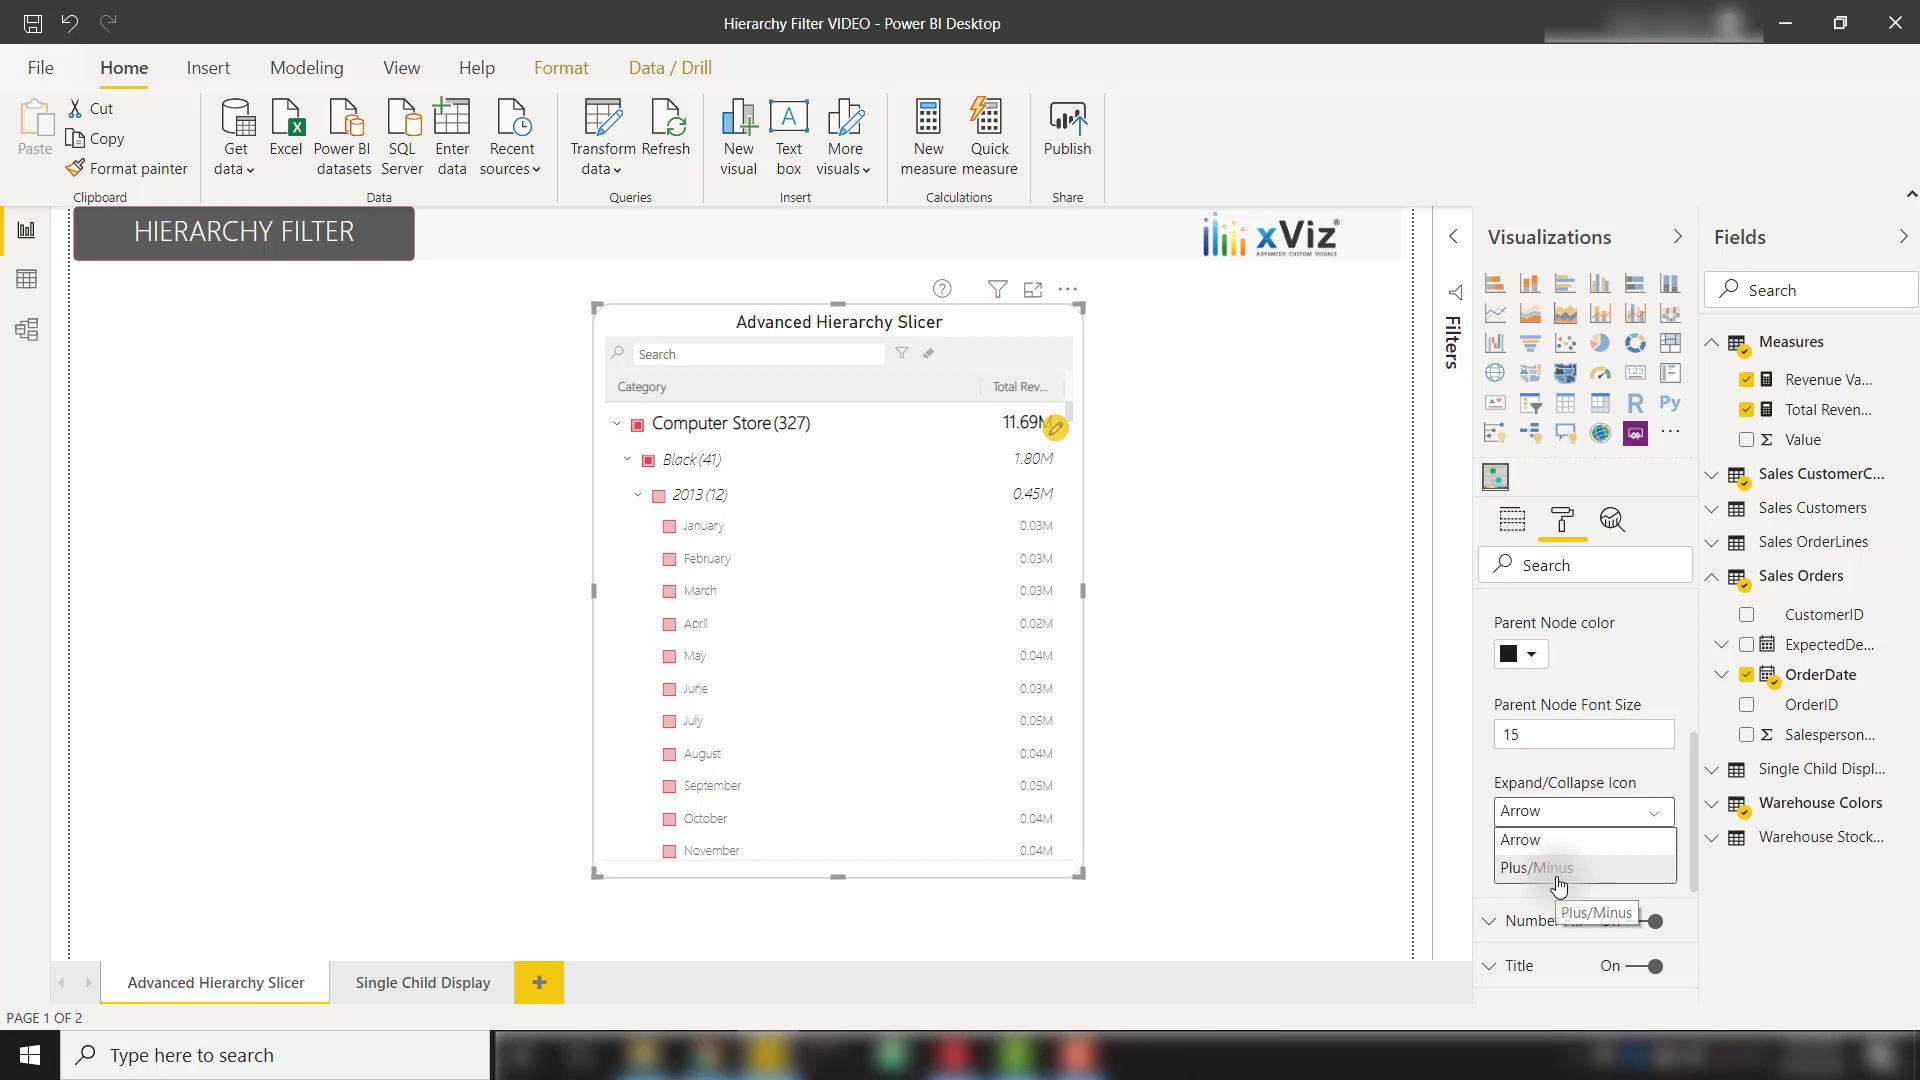 Hierarchy Filter VIDEO - Power BI Desktop
File Home Insert Modeling View Help Format Data / Drill
Paste
Cut
Copy
Format painter
Clipboard
Get data
Excel
Power BI datasets
SQL Server
Enter data
Recent sources
Data
Transform data
Refresh
Queries
New visual
Text box
More visuals
Insert
New measure
Quick measure
Calculations
Publish
Share
HIERARCHY FILTER
xViz®
ADVANCED CUSTOM VISUALS
Advanced Hierarchy Slicer
Search
Category Total Rev...
Computer Store(327) 11.69M
Black(41) 1.80M
2013(12) 0.45M
January 0.03M
February 0.03M
March 0.03M
April 0.02M
May 0.04M
June 0.03M
July 0.05M
August 0.04M
September 0.05M
October 0.04M
November 0.04M
Filters
Visualizations
123
R
Py
Search
Parent Node color
Parent Node Font Size
15
Expand/Collapse Icon
Arrow
Arrow
Plus/Minus
Plus/Minus
Title On
Fields
Search
Measures
Revenue Va...
Total Reven...
Value
Sales CustomerC...
Sales Customers
Sales OrderLines
Sales Orders
CustomerID
ExpectedDe...
OrderDate
OrderID
Salesperson...
Single Child Displ...
Warehouse Colors
Warehouse Stock...
Advanced Hierarchy Slicer
Single Child Display
PAGE 1 OF 2
Type here to search